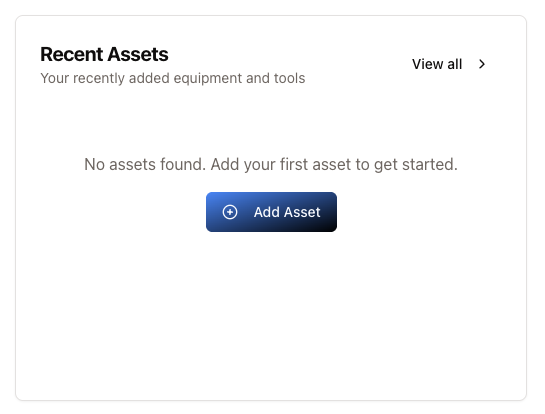 Recent Assets
Your recently added equipment and tools
View all
No assets found. Add your first asset to get started.
Add Asset